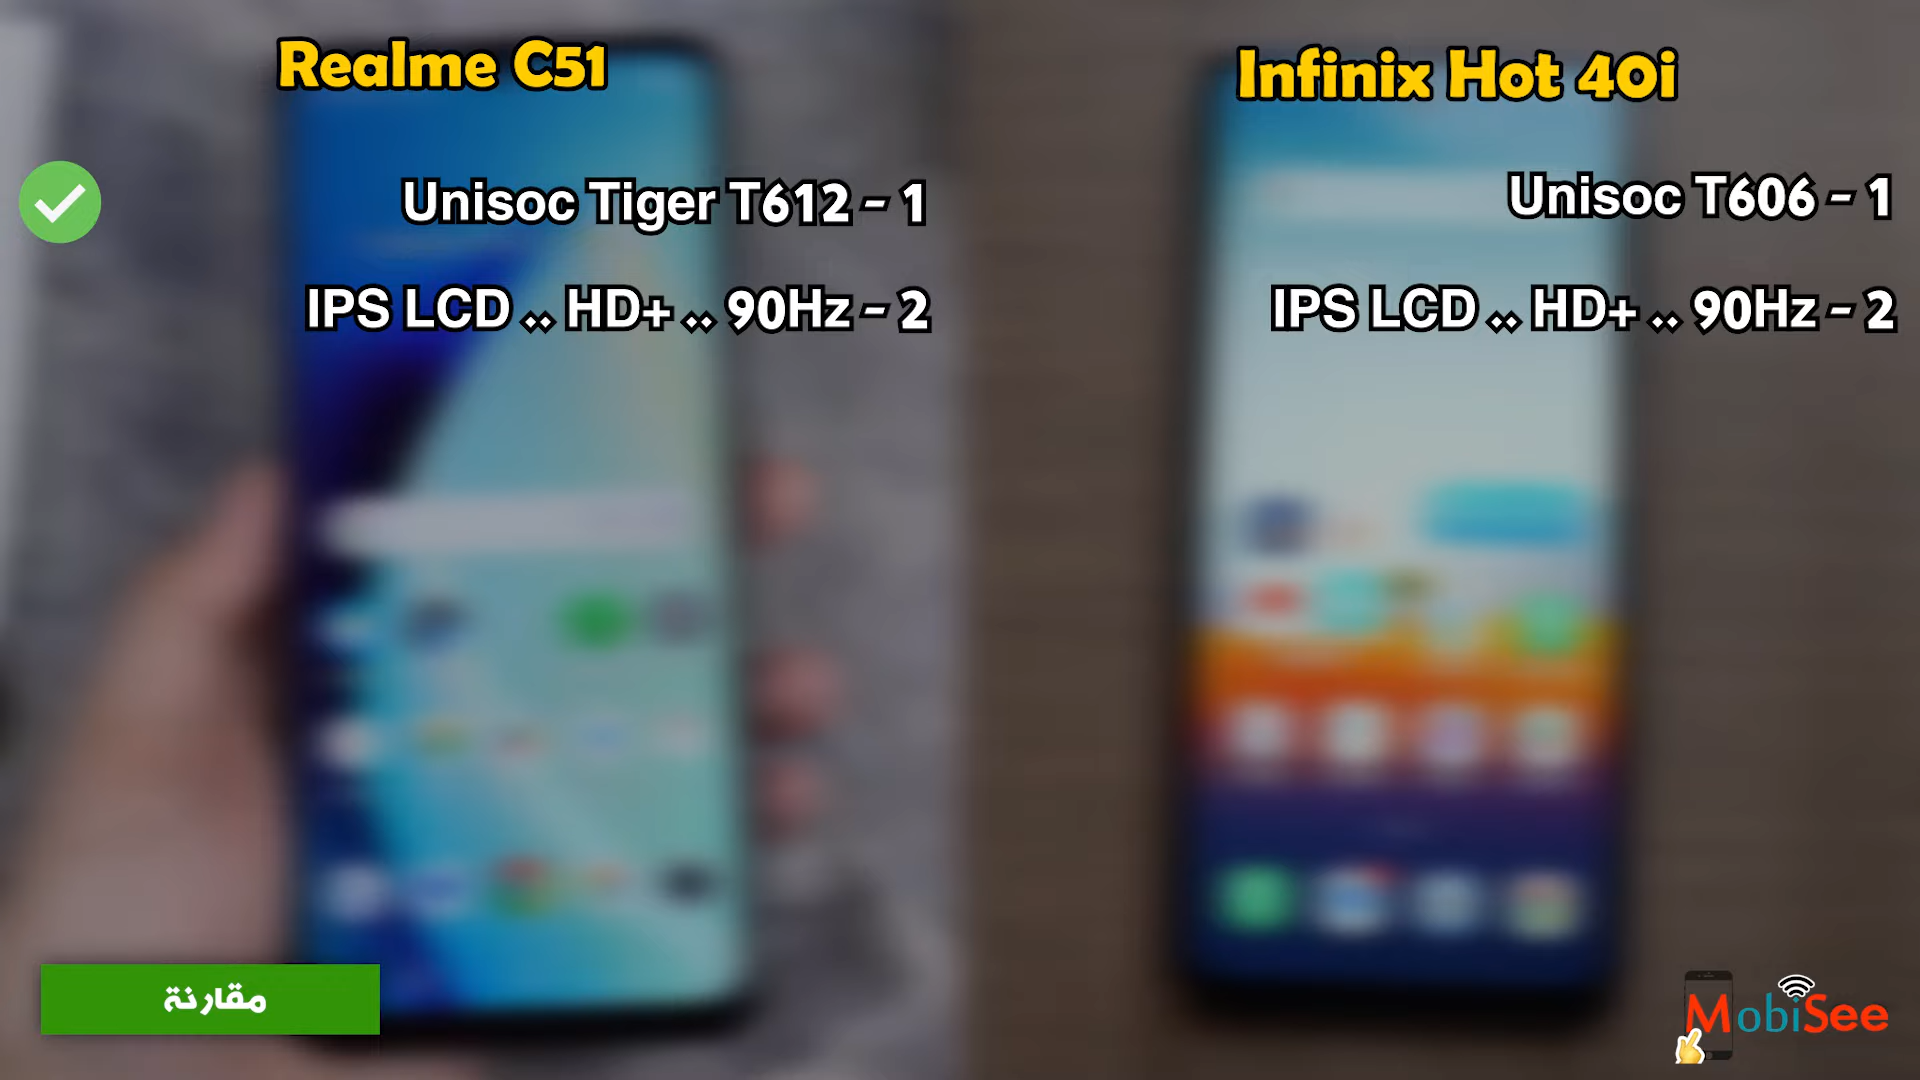 Realme C51
Unisoc Tiger T612 - 1
IPS LCD .. HD+ .. 90Hz - 2
Infinix Hot 40i
Unisoc T606 - 1
IPS LCD .. HD+ .. 90Hz - 2
مقارنة
MobiSee